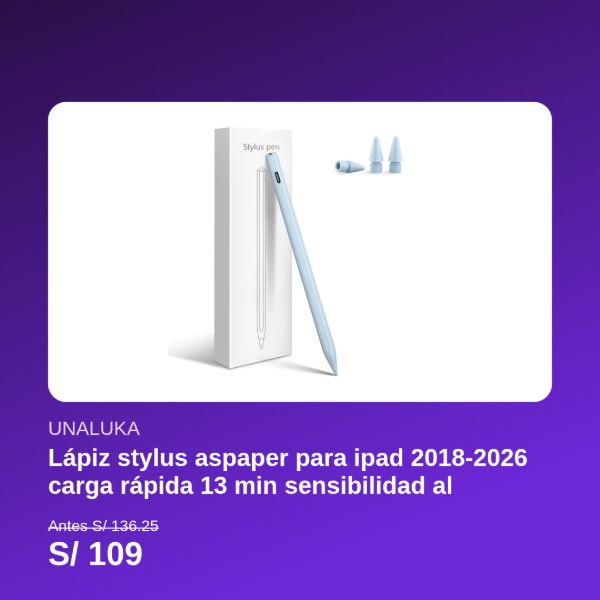 Stylus pen
UNALUKA
Lápiz stylus aspaper para ipad 2018-2026
carga rápida 13 min sensibilidad al
Antes S/ 136.25
S/ 109